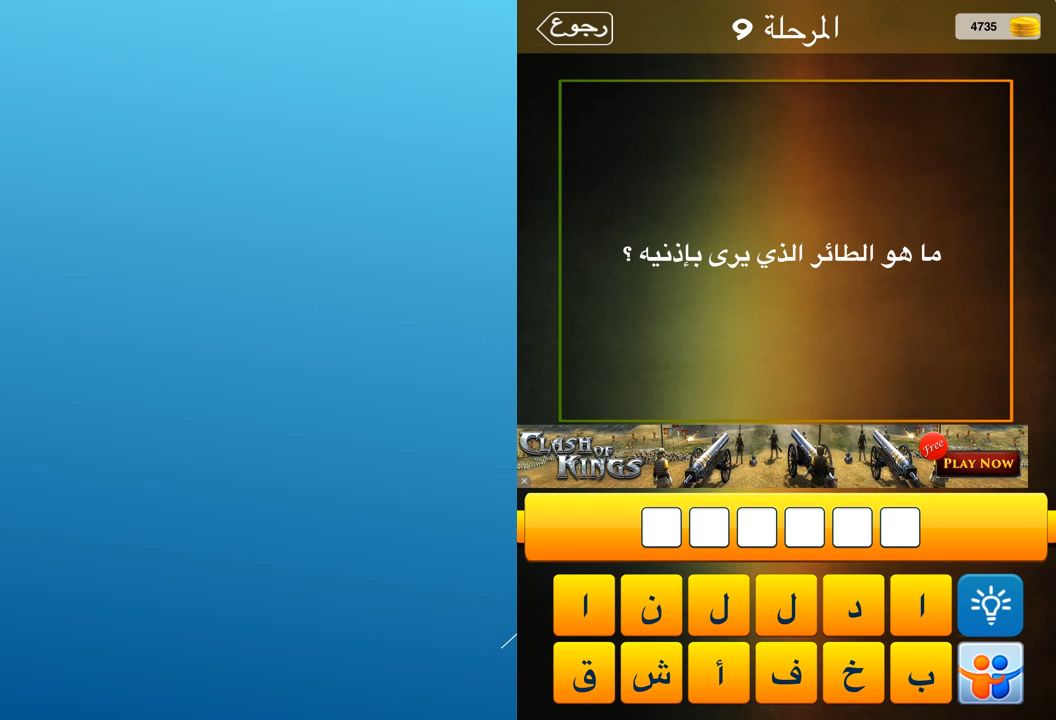 رجوع
المرحلة 9
4735
ما هو الطائر الذي يرى بإذنيه ؟
CLASH OF KINGS
Free
PLAY NOW
ا د ل ل ن ا
ب خ ف أ ش ق